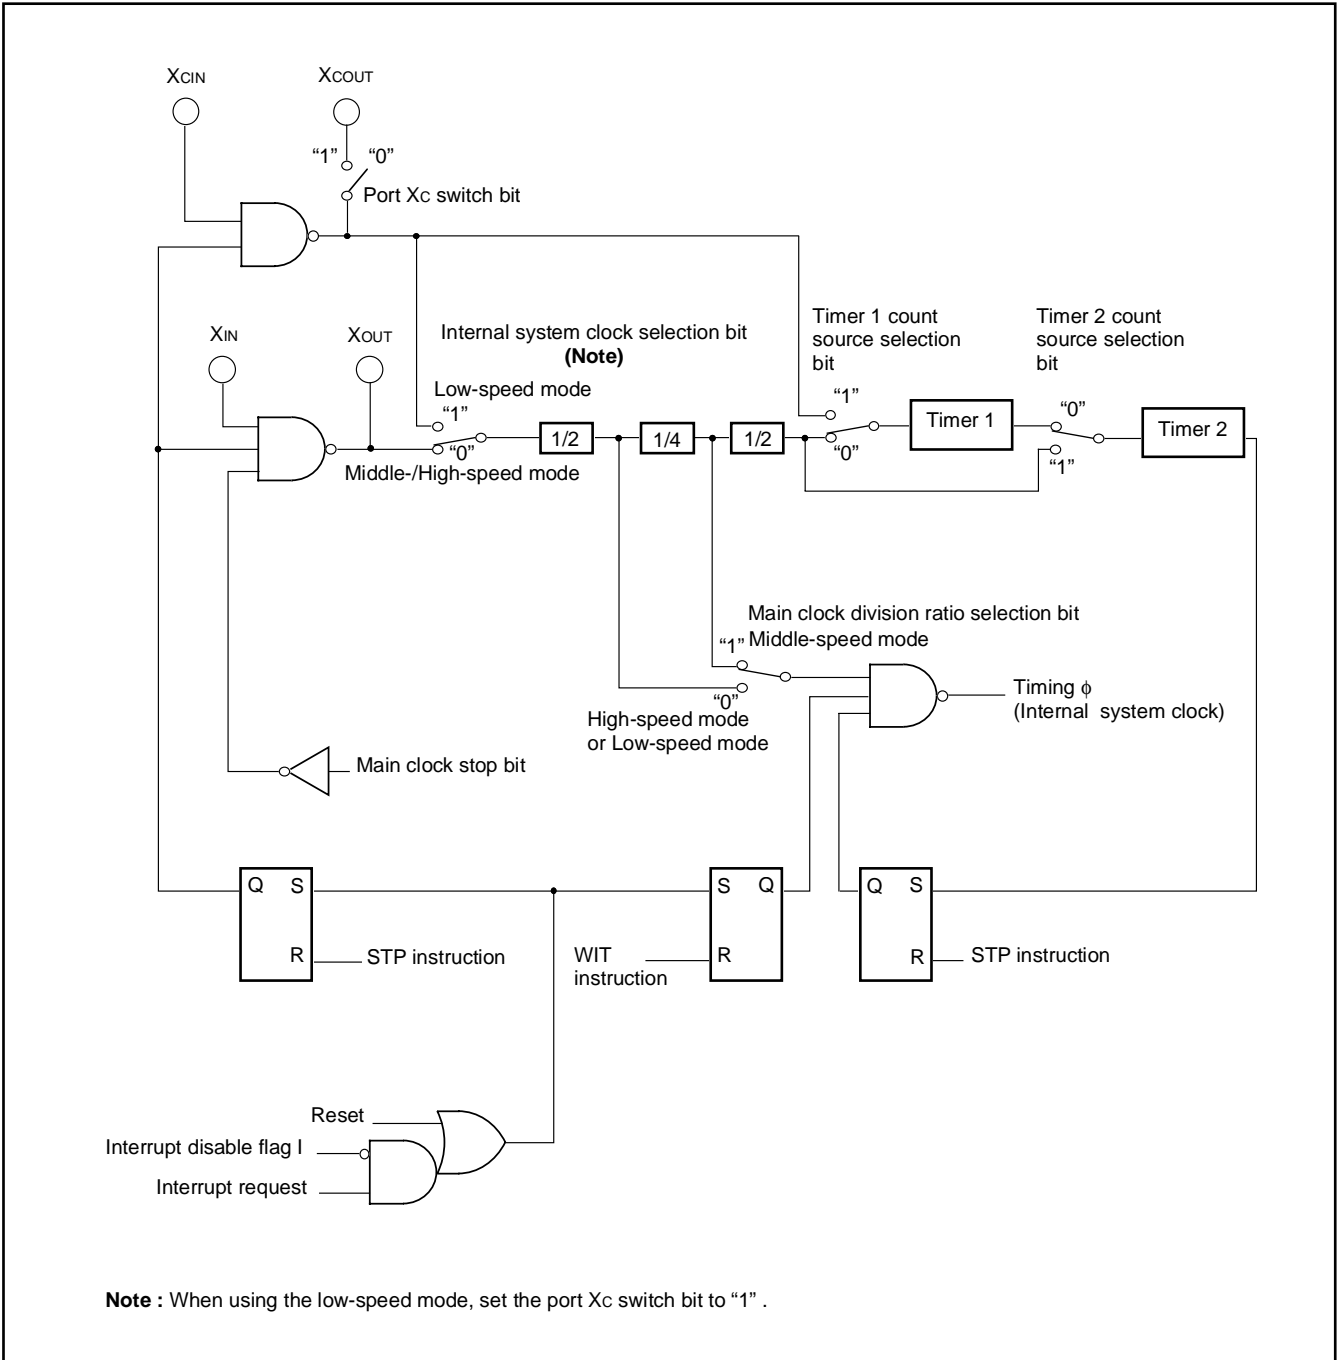 XCIN
XCOUT
“1” “0”
Port XC switch bit
XIN
XOUT
Internal system clock selection bit
(Note)
Low-speed mode
“1”
“0”
Middle-/High-speed mode
1/2
1/4
1/2
Timer 1 count
source selection
bit
“1”
“0”
Timer 1
Timer 2 count
source selection
bit
“0”
“1”
Timer 2
Main clock division ratio selection bit
“1” Middle-speed mode
“0”
High-speed mode
or Low-speed mode
Timing ϕ
(Internal system clock)
Main clock stop bit
Q S
R
STP instruction
S Q
R
WIT
instruction
Q S
R
STP instruction
Reset
Interrupt disable flag I
Interrupt request
Note : When using the low-speed mode, set the port XC switch bit to “1” .